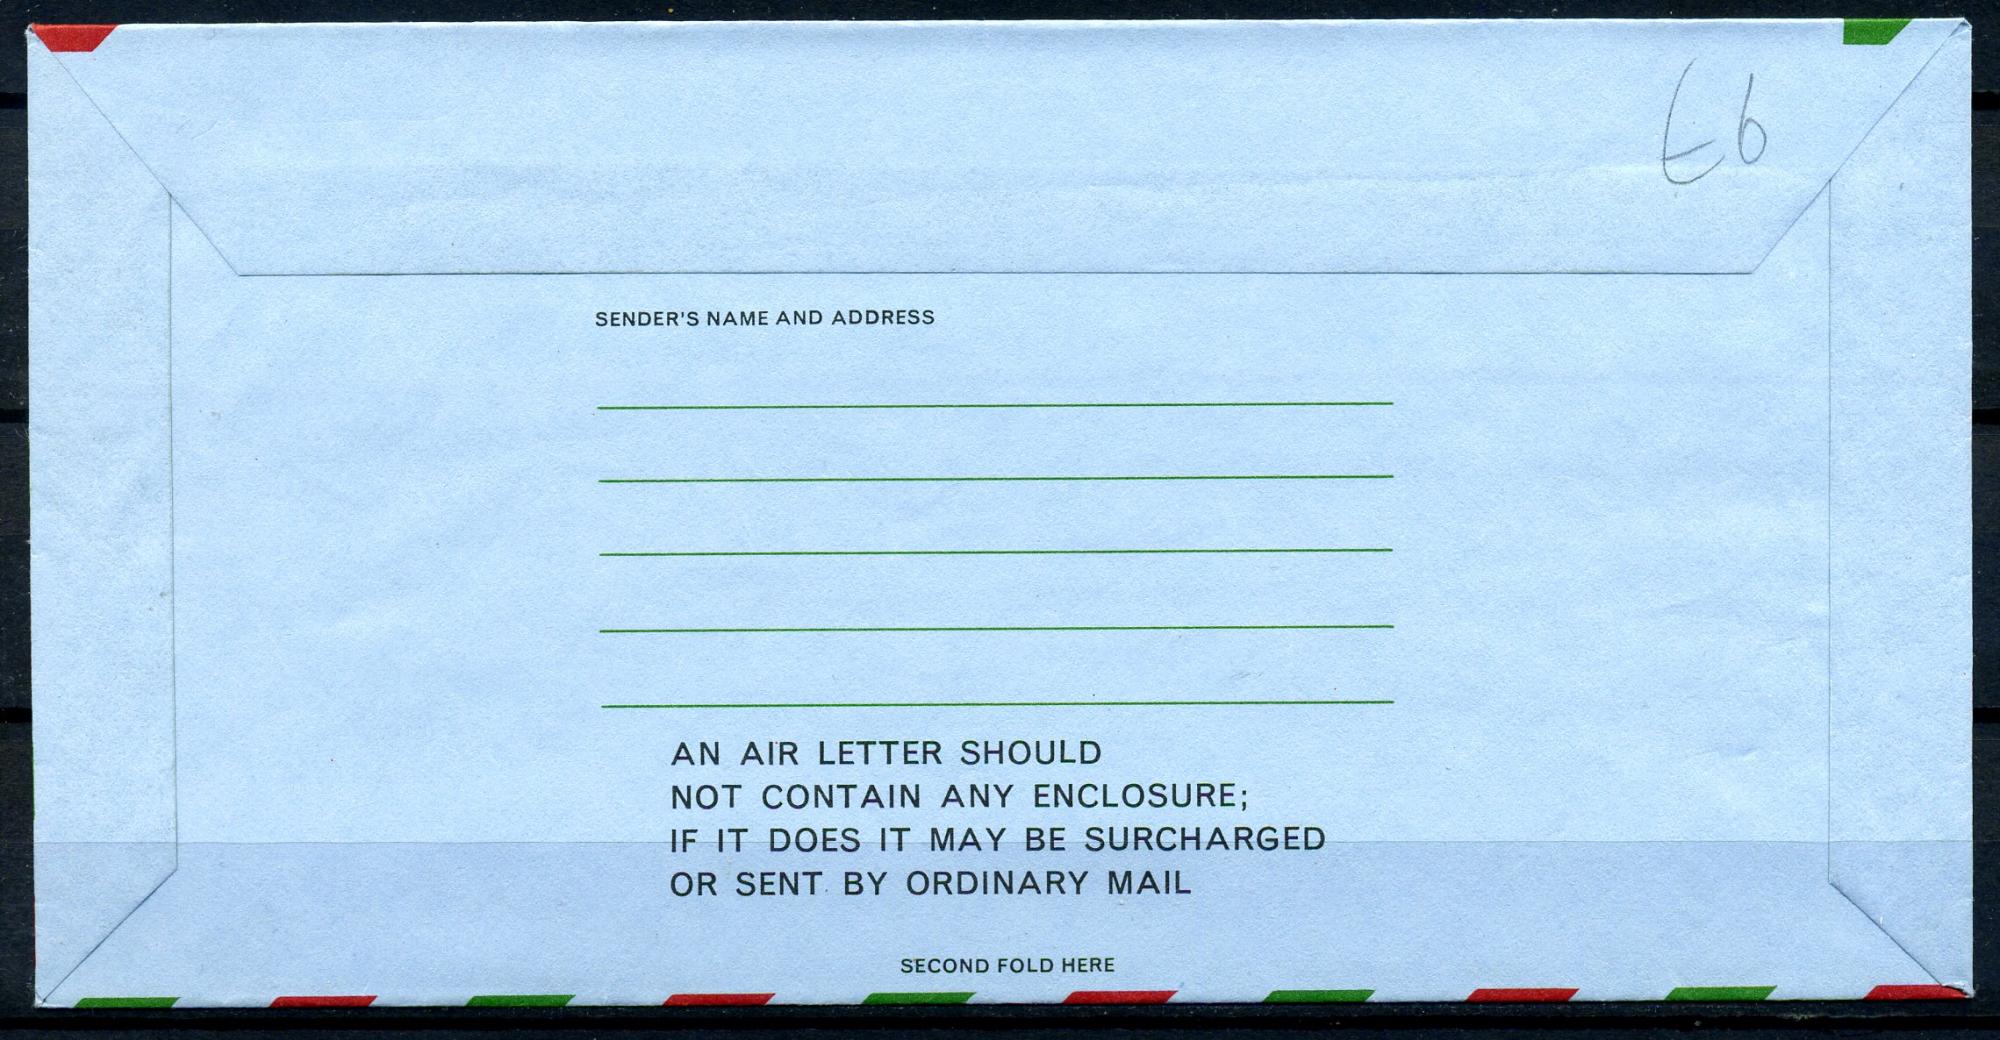 £6
SENDER'S NAME AND ADDRESS
AN AIR LETTER SHOULD
NOT CONTAIN ANY ENCLOSURE;
IF IT DOES IT MAY BE SURCHARGED
OR SENT BY ORDINARY MAIL
SECOND FOLD HERE